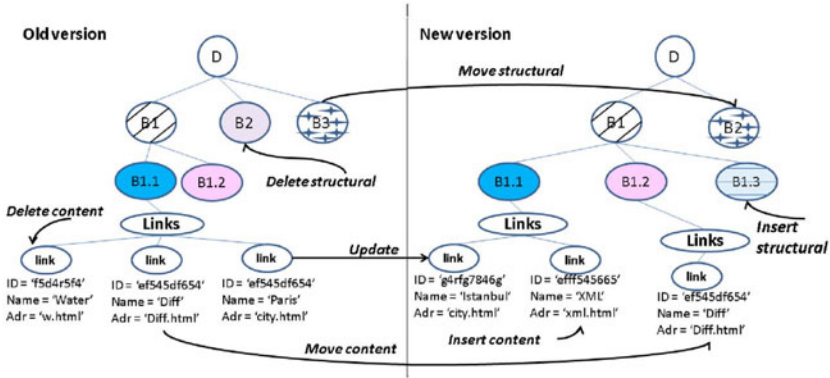 Old version
New version
D
D
Move structural
B1
B2
B3
B1
B2
B1.1
B1.2
Delete structural
B1.1
B1.2
B1.3
Delete content
Links
Links
Insert
structural
link
link
link
Update
link
link
Links
link
ID = 'f5d4r5f4'
Name = 'Water'
Adr = 'w.html'
ID = 'ef545df654'
Name = 'Diff'
Adr = 'Diff.html'
ID = 'ef545df654'
Name = 'Paris'
Adr = 'city.html'
ID = 'g4rfg7846g'
Name = 'Istanbul'
Adr = 'city.html'
ID = 'efff545665'
Name = 'XML'
Adr = 'xml.html'
ID = 'ef545df654'
Name = 'Diff'
Adr = 'Diff.html'
Insert content
Move content